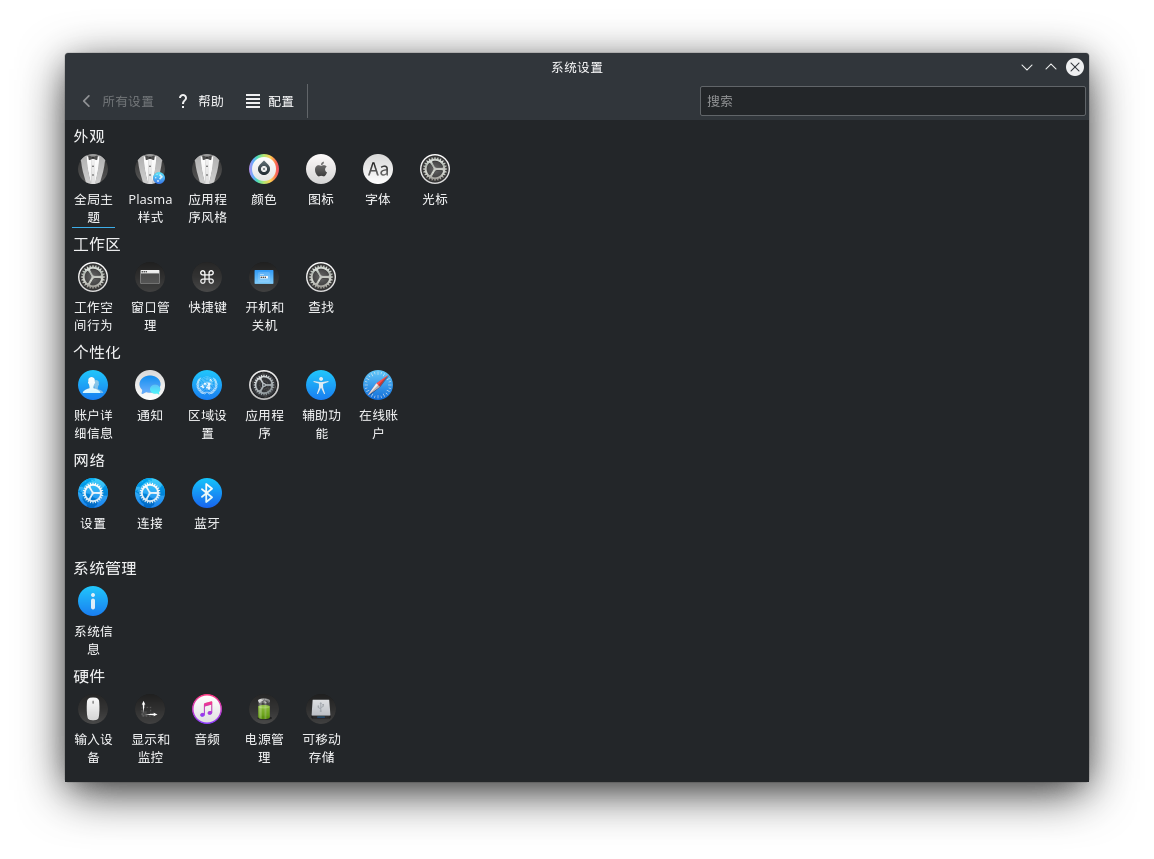 系统设置
所有设置 帮助 配置 搜索
外观
全局主 Plasma 应用程 颜色 图标 字体 光标
题 样式 序风格
Aa
工作区
工作空 窗口管 快捷键 开机和 查找
间行为 理 关机
个性化
账户详 通知 区域设 应用程 辅助功 在线账
细信息 置 序 能 户
网络
设置 连接 蓝牙
系统管理
系统信
息
硬件
输入设 显示和 音频 电源管 可移动
备 监控 理 存储